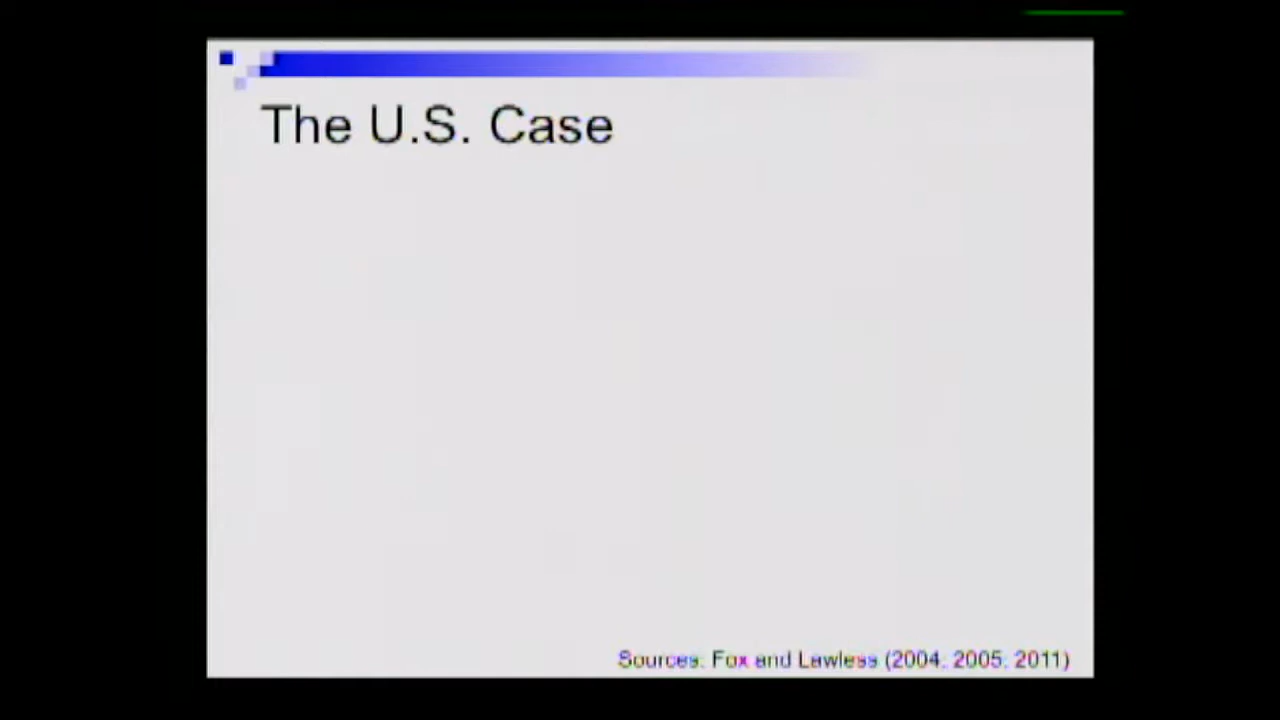 The U.S. Case
Sources: Fox and Lawless (2004; 2005; 2011)